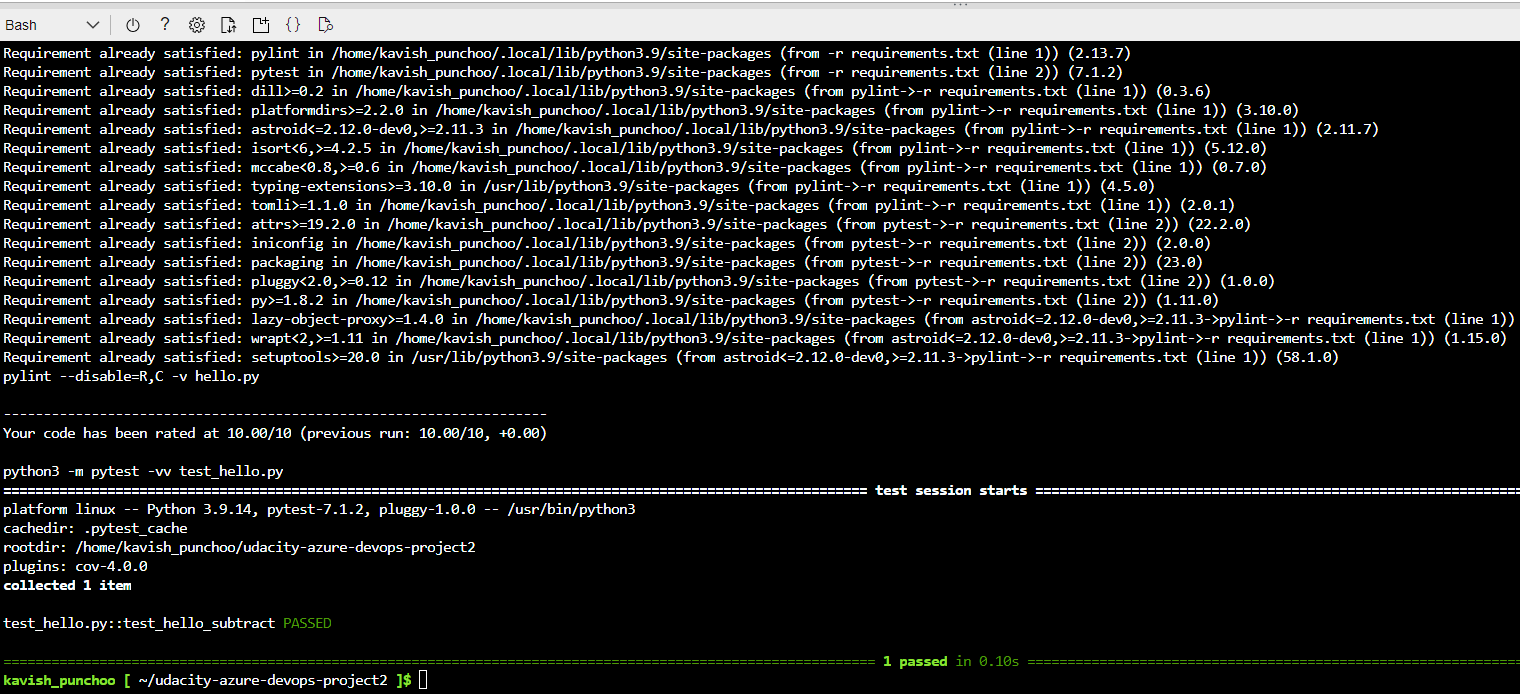 Bash
Requirement already satisfied: pylint in /home/kavish_punchoo/.local/lib/python3.9/site-packages (from -r requirements.txt (line 1)) (2.13.7)
Requirement already satisfied: pytest in /home/kavish_punchoo/.local/lib/python3.9/site-packages (from -r requirements.txt (line 2)) (7.1.2)
Requirement already satisfied: dill>=0.2 in /home/kavish_punchoo/.local/lib/python3.9/site-packages (from pylint->-r requirements.txt (line 1)) (0.3.6)
Requirement already satisfied: platformdirs>=2.2.0 in /home/kavish_punchoo/.local/lib/python3.9/site-packages (from pylint->-r requirements.txt (line 1)) (3.10.0)
Requirement already satisfied: astroid<=2.12.0-dev0,>=2.11.3 in /home/kavish_punchoo/.local/lib/python3.9/site-packages (from pylint->-r requirements.txt (line 1)) (2.11.7)
Requirement already satisfied: isort<6,>=4.2.5 in /home/kavish_punchoo/.local/lib/python3.9/site-packages (from pylint->-r requirements.txt (line 1)) (5.12.0)
Requirement already satisfied: mccabe<0.8,>=0.6 in /home/kavish_punchoo/.local/lib/python3.9/site-packages (from pylint->-r requirements.txt (line 1)) (0.7.0)
Requirement already satisfied: typing-extensions>=3.10.0 in /usr/lib/python3.9/site-packages (from pylint->-r requirements.txt (line 1)) (4.5.0)
Requirement already satisfied: tomli>=1.1.0 in /home/kavish_punchoo/.local/lib/python3.9/site-packages (from pylint->-r requirements.txt (line 1)) (2.0.1)
Requirement already satisfied: attrs>=19.2.0 in /home/kavish_punchoo/.local/lib/python3.9/site-packages (from pytest->-r requirements.txt (line 2)) (22.2.0)
Requirement already satisfied: iniconfig in /home/kavish_punchoo/.local/lib/python3.9/site-packages (from pytest->-r requirements.txt (line 2)) (2.0.0)
Requirement already satisfied: packaging in /home/kavish_punchoo/.local/lib/python3.9/site-packages (from pytest->-r requirements.txt (line 2)) (23.0)
Requirement already satisfied: pluggy<2.0,>=0.12 in /home/kavish_punchoo/.local/lib/python3.9/site-packages (from pytest->-r requirements.txt (line 2)) (1.0.0)
Requirement already satisfied: py>=1.8.2 in /home/kavish_punchoo/.local/lib/python3.9/site-packages (from pytest->-r requirements.txt (line 2)) (1.11.0)
Requirement already satisfied: lazy-object-proxy>=1.4.0 in /home/kavish_punchoo/.local/lib/python3.9/site-packages (from astroid<=2.12.0-dev0,>=2.11.3->pylint->-r requirements.txt (line 1))
Requirement already satisfied: wrapt<2,>=1.11 in /home/kavish_punchoo/.local/lib/python3.9/site-packages (from astroid<=2.12.0-dev0,>=2.11.3->pylint->-r requirements.txt (line 1)) (1.15.0)
Requirement already satisfied: setuptools>=20.0 in /usr/lib/python3.9/site-packages (from astroid<=2.12.0-dev0,>=2.11.3->pylint->-r requirements.txt (line 1)) (58.1.0)
pylint --disable=R,C -v hello.py
--------------------------------------------------------------------
Your code has been rated at 10.00/10 (previous run: 10.00/10, +0.00)
python3 -m pytest -vv test_hello.py
============ test session starts ============
platform linux -- Python 3.9.14, pytest-7.1.2, pluggy-1.0.0 -- /usr/bin/python3
cachedir: .pytest_cache
rootdir: /home/kavish_punchoo/udacity-azure-devops-project2
plugins: cov-4.0.0
collected 1 item
test_hello.py::test_hello_subtract PASSED
============ 1 passed in 0.10s ============
kavish_punchoo [ ~/udacity-azure-devops-project2 ]$